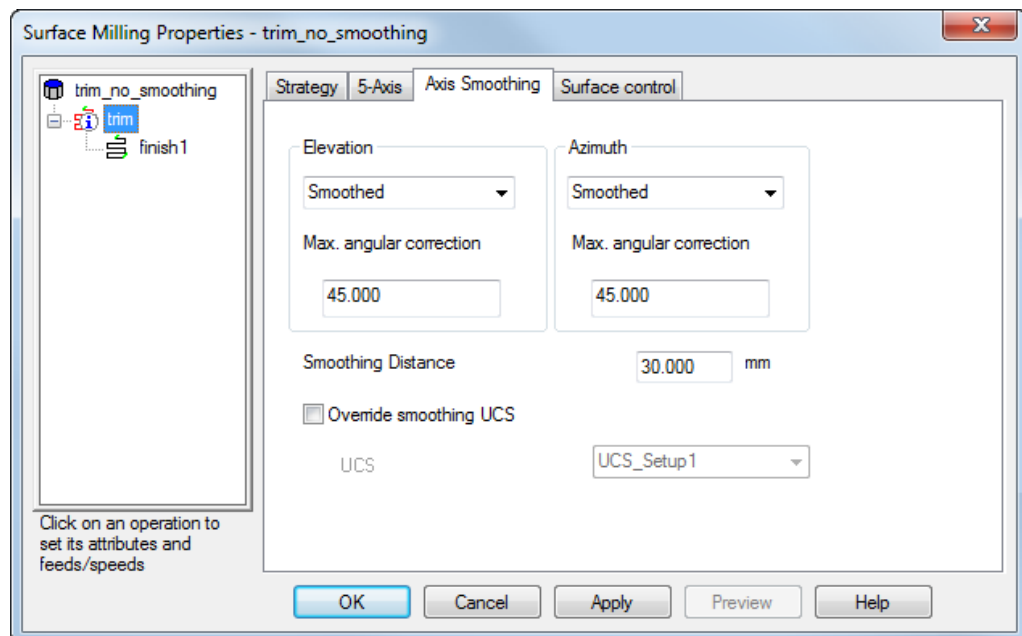 Surface Milling Properties - trim_no_smoothing
trim_no_smoothing
trim
finish1
Click on an operation to
set its attributes and
feeds/speeds
Strategy 5-Axis Axis Smoothing Surface control
Elevation Azimuth
Smoothed Smoothed
Max. angular correction Max. angular correction
45.000 45.000
Smoothing Distance 30.000 mm
Override smoothing UCS
UCS UCS_Setup1
OK Cancel Apply Preview Help